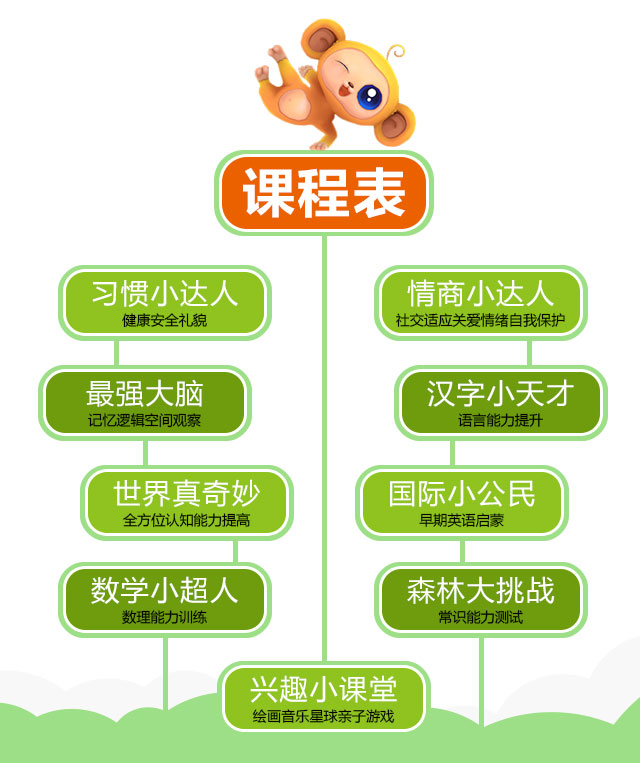 课程表
习惯小达人
健康安全礼貌
情商小达人
社交适应关爱情绪自我保护
最强大脑
记忆逻辑空间观察
汉字小天才
语言能力提升
世界真奇妙
全方位认知能力提高
国际小公民
早期英语启蒙
数学小超人
数理能力训练
森林大挑战
常识能力测试
兴趣小课堂
绘画音乐星球亲子游戏